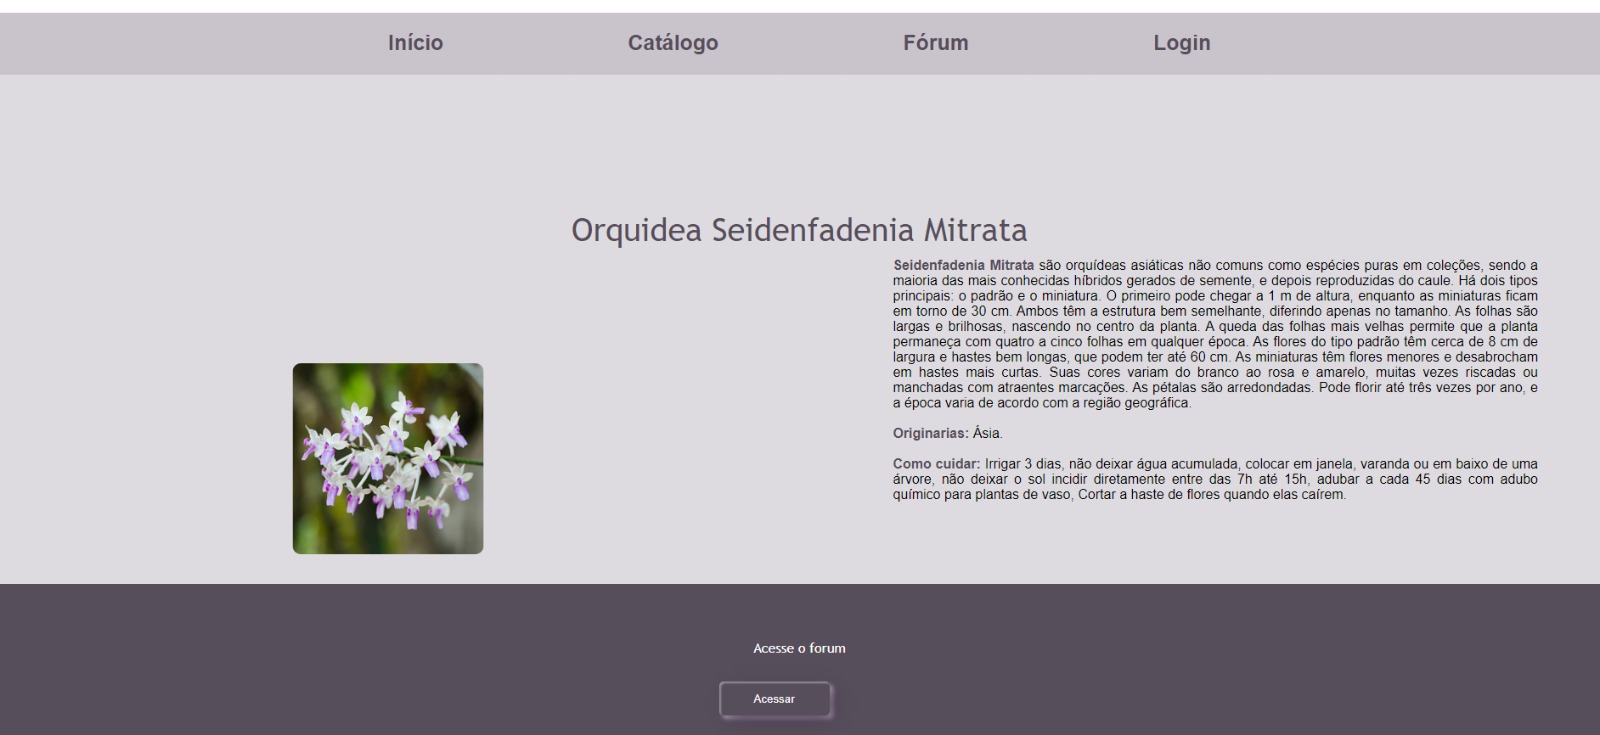 Início Catálogo Fórum Login
Orquidea Seidenfadenia Mitrata
Seidenfadenia Mitrata são orquídeas asiáticas não comuns como espécies puras em coleções, sendo a
maioria das mais conhecidas híbridos gerados de semente, e depois reproduzidas do caule. Há dois tipos
principais: o padrão e o miniatura. O primeiro pode chegar a 1 m de altura, enquanto as miniaturas ficam
em torno de 30 cm. Ambos têm a estrutura bem semelhante, diferindo apenas no tamanho. As folhas são
largas e brilhosas, nascendo no centro da planta. A queda das folhas mais velhas permite que a planta
permaneça com quatro a cinco folhas em qualquer época. As flores do tipo padrão têm cerca de 8 cm de
largura e hastes bem longas, que podem ter até 60 cm. As miniaturas têm flores menores e desabrocham
em hastes mais curtas. Suas cores variam do branco ao rosa e amarelo, muitas vezes riscadas ou
manchadas com atraentes marcações. As pétalas são arredondadas. Pode florir até três vezes por ano, e
a época varia de acordo com a região geográfica.
Originarias: Ásia.
Como cuidar: Irrigar 3 dias, não deixar água acumulada, colocar em janela, varanda ou em baixo de uma
árvore, não deixar o sol incidir diretamente entre das 7h até 15h, adubar a cada 45 dias com adubo
químico para plantas de vaso, Cortar a haste de flores quando elas caírem.
Acesse o forum
Acessar